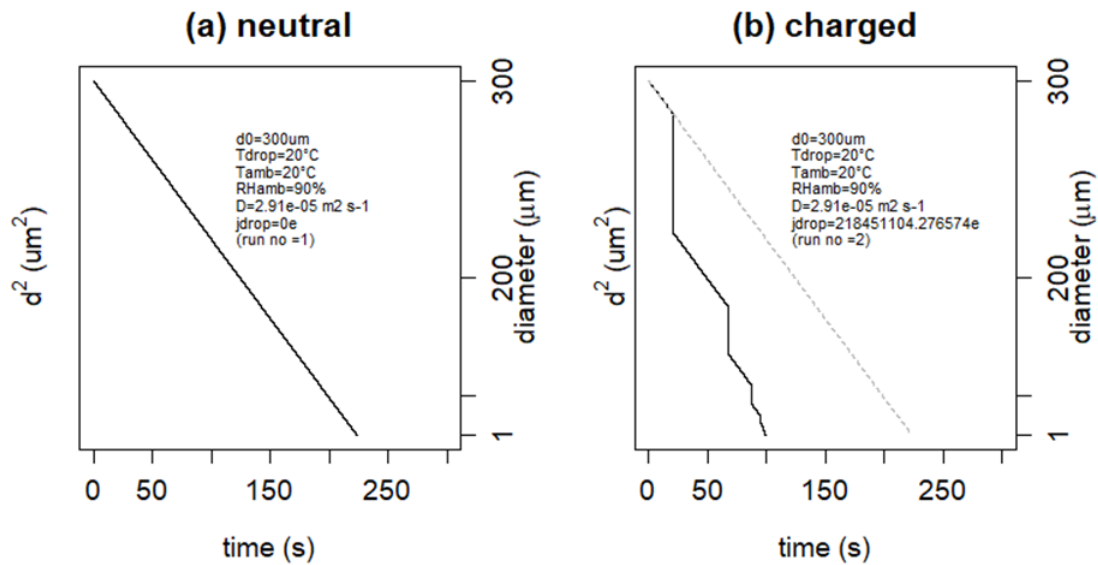 (a) neutral
d² (um²)
d0=300um
Tdrop=20°C
Tamb=20°C
RHamb=90%
D=2.91e-05 m2 s-1
jdrop=0e
(run no =1)
300
200
1
diameter (µm)
0 50 150 250
time (s)
(b) charged
d² (um²)
d0=300um
Tdrop=20°C
Tamb=20°C
RHamb=90%
D=2.91e-05 m2 s-1
jdrop=218451104.276574e
(run no =2)
300
200
1
diameter (µm)
0 50 150 250
time (s)